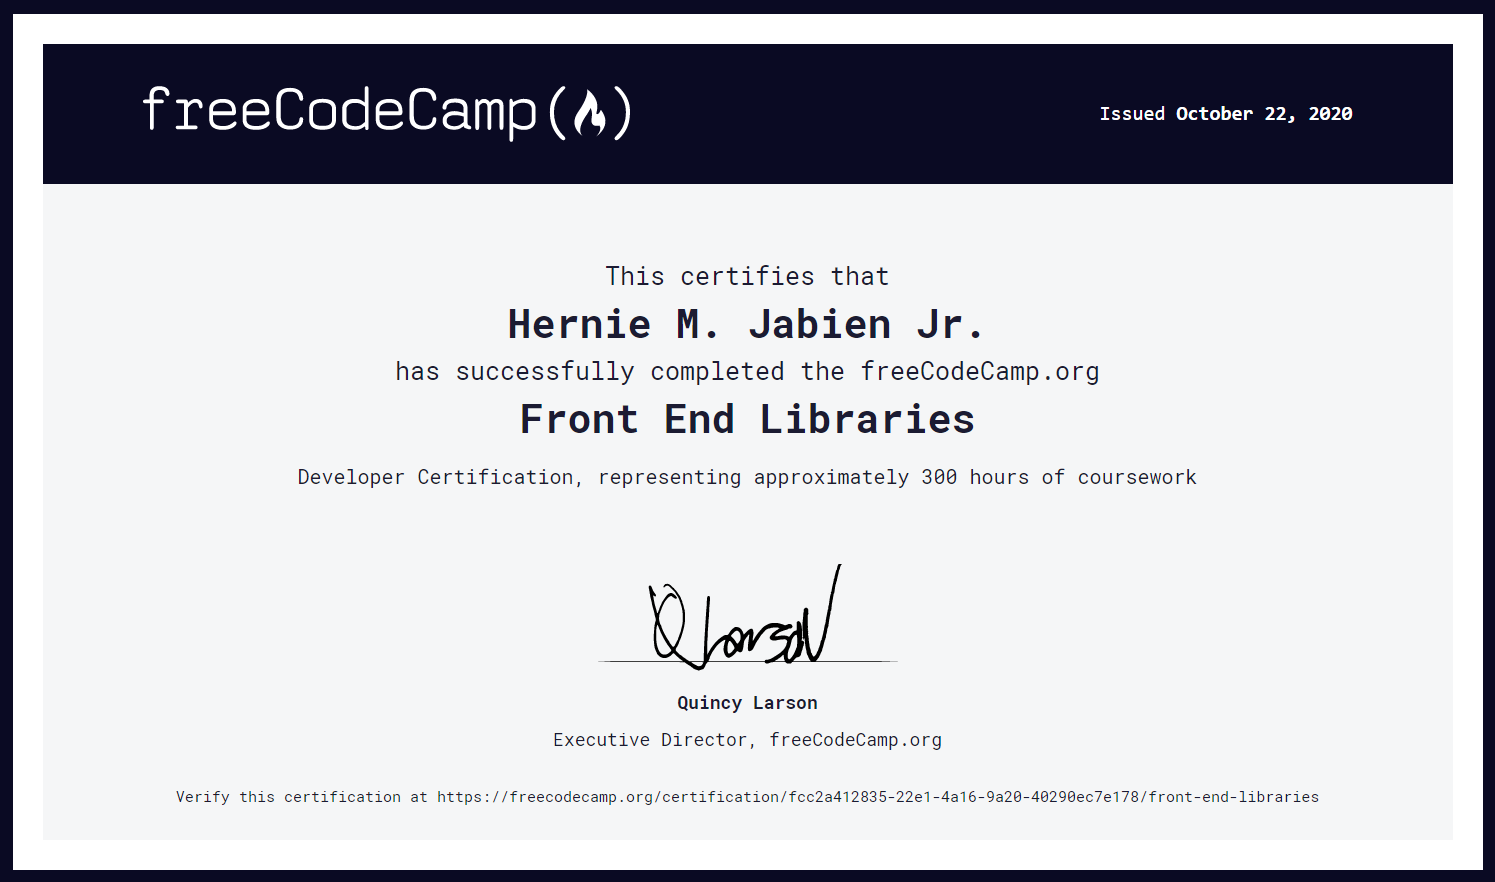 freeCodeCamp(🔥)
Issued October 22, 2020
This certifies that
Hernie M. Jabien Jr.
has successfully completed the freeCodeCamp.org
Front End Libraries
Developer Certification, representing approximately 300 hours of coursework
Q Larson
Quincy Larson
Executive Director, freeCodeCamp.org
Verify this certification at https://freecodecamp.org/certification/fcc2a412835-22e1-4a16-9a20-40290ec7e178/front-end-libraries